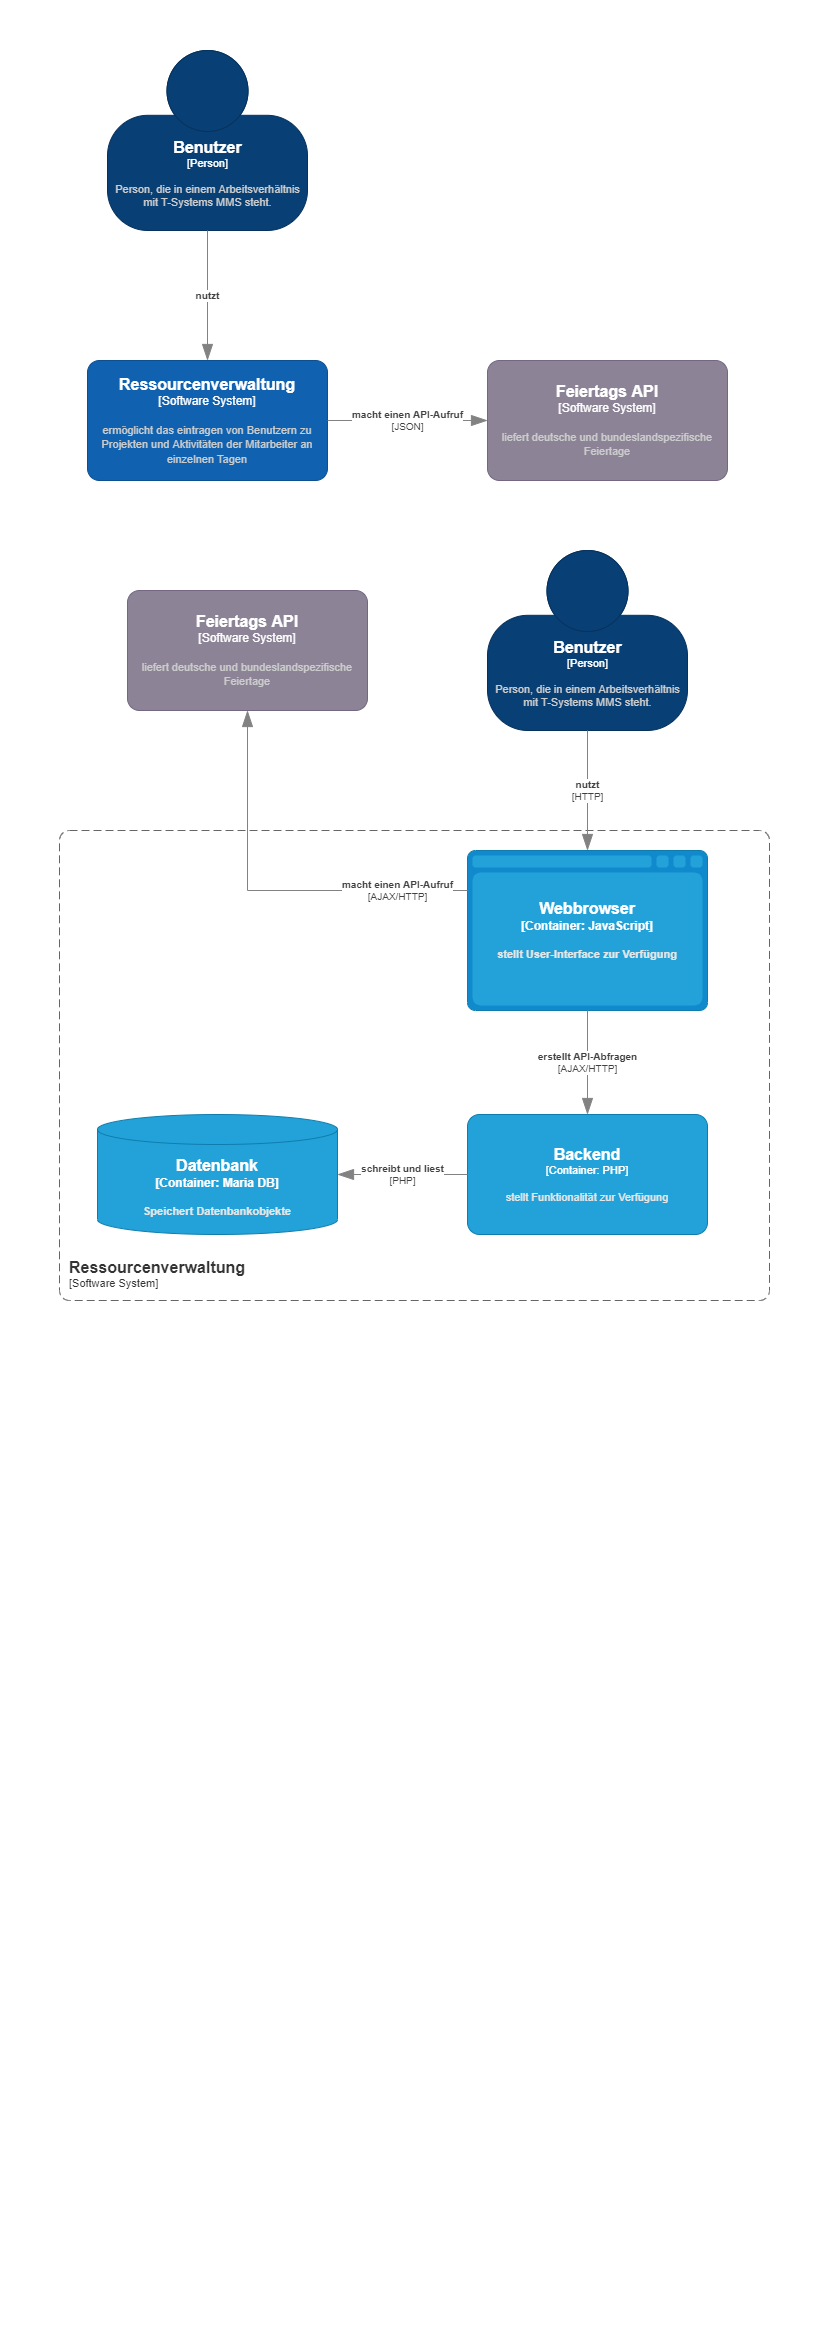 Benutzer
[Person]
Person, die in einem Arbeitsverhältnis
mit T-Systems MMS steht.
nutzt
Ressourcenverwaltung
[Software System]
ermöglicht das eintragen von Benutzern zu
Projekten und Aktivitäten der Mitarbeiter an
einzelnen Tagen
macht einen API-Aufruf
[JSON]
Feiertags API
[Software System]
liefert deutsche und bundeslandspezifische
Feiertage
Feiertags API
[Software System]
liefert deutsche und bundeslandspezifische
Feiertage
Benutzer
[Person]
Person, die in einem Arbeitsverhältnis
mit T-Systems MMS steht.
nutzt
[HTTP]
macht einen API-Aufruf
[AJAX/HTTP]
Webbrowser
[Container: JavaScript]
stellt User-Interface zur Verfügung
erstellt API-Abfragen
[AJAX/HTTP]
Datenbank
[Container: Maria DB]
Speichert Datenbankobjekte
schreibt und liest
[PHP]
Backend
[Container: PHP]
stellt Funktionalität zur Verfügung
Ressourcenverwaltung
[Software System]